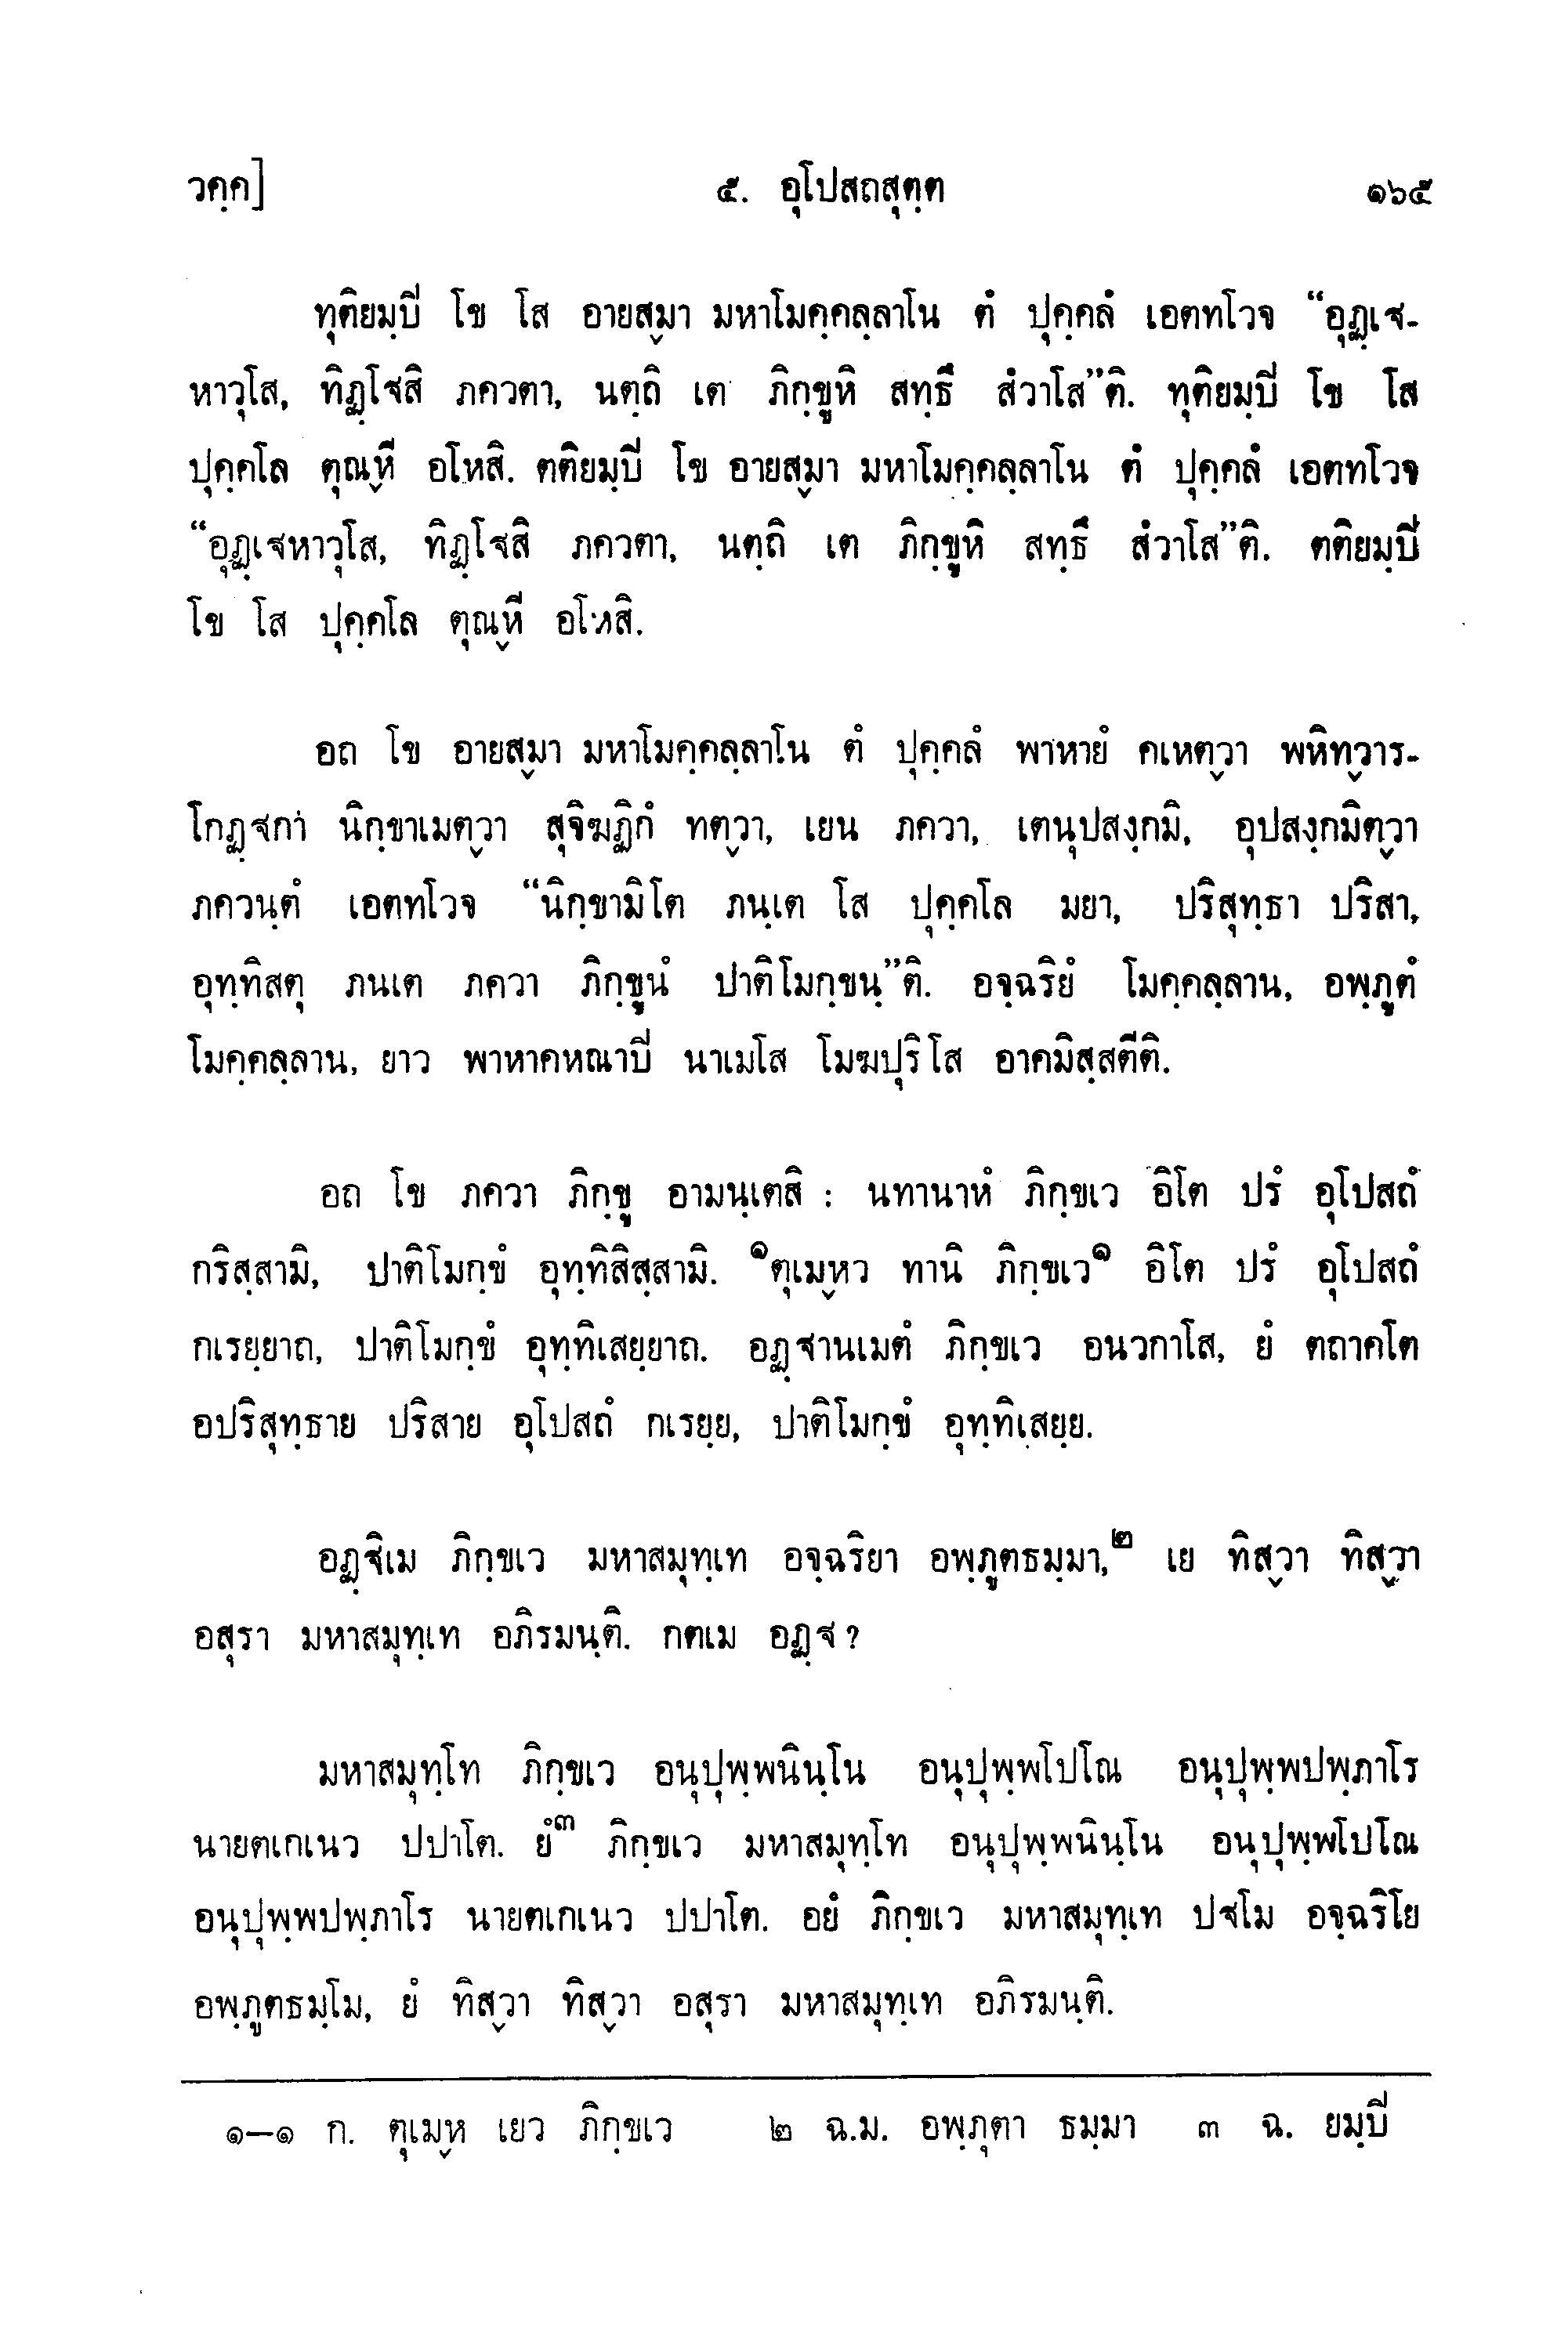 วคฺค] ๕. อุโปสถสุตฺต ๑๖๕
ทุติยมฺปิ โข โส อายสฺมา มหาโมคฺคลฺลาโน ตํ ปุคฺคลํ เอตทโวจ “อุฏฺเฐ-
หาวุโส, ทิฏฺโฐสิ ภควตา, นตฺถิ เต ภิกฺขูหิ สทฺธึ สํวาโส”ติ. ทุติยมฺปิ โข โส
ปุคฺคโล ตุณฺหี อโหสิ. ตติยมฺปิ โข อายสฺมา มหาโมคฺคลฺลาโน ตํ ปุคฺคลํ เอตทโวจ
“อุฏฺเฐหาวุโส, ทิฏฺโฐสิ ภควตา, นตฺถิ เต ภิกฺขูหิ สทฺธึ สํวาโส”ติ. ตติยมฺปิ
โข โส ปุคฺคโล ตุณฺหี อโหสิ.
อถ โข อายสฺมา มหาโมคฺคลฺลาโน ตํ ปุคฺคลํ พาหายํ คเหตฺวา พหิทฺวาร-
โกฏฺฐกา นิกฺขาเมตฺวา สุจิฆฏิกํ ทตฺวา, เยน ภควา, เตนุปสงฺกมิ, อุปสงฺกมิตฺวา
ภควนฺตํ เอตทโวจ “นิกฺขามิโต ภนฺเต โส ปุคฺคโล มยา, ปริสุทฺธา ปริสา,
อุทฺทิสตุ ภนเต ภควา ภิกฺขูนํ ปาติโมกฺขนฺ”ติ. อจฺฉริยํ โมคฺคลฺลาน, อพฺภูตํ
โมคฺคลฺลาน, ยาว พาหาคหณาปิ นาเมโส โมฆปุริโส อาคมิสฺสตีติ.
อถ โข ภควา ภิกฺขู อามนฺเตสิ : นทานาหํ ภิกฺขเว อิโต ปรํ อุโปสถํ
กริสฺสามิ, ปาติโมกฺขํ อุทฺทิสิสฺสามิ. ๑ตุเมฺหว ทานิ ภิกฺขเว๑ อิโต ปรํ อุโปสถํ
กเรยฺยาถ, ปาติโมกฺขํ อุทฺทิเสยฺยาถ. อฏฺฐานเมตํ ภิกฺขเว อนวกาโส, ยํ ตถาคโต
อปริสุทฺธาย ปริสาย อุโปสถํ กเรยฺย, ปาติโมกฺขํ อุทฺทิเสยฺย.
อฏฺฐิเม ภิกฺขเว มหาสมุทฺเท อจฺฉริยา อพฺภูตธมฺมา,๒ เย ทิสฺวา ทิสฺวา
อสุรา มหาสมุทฺเท อภิรมนฺติ. กตเม อฏฺฐ?
มหาสมุทฺโท ภิกฺขเว อนุปุพฺพนินฺโน อนุปุพฺพโปโณ อนุปุพฺพปพฺภาโร
นายตเกเนว ปปาโต. ยํ๓ ภิกฺขเว มหาสมุทฺโท อนุปุพฺพนินฺโน อนุปุพฺพโปโณ
อนุปุพฺพปพฺภาโร นายตเกเนว ปปาโต. อยํ ภิกฺขเว มหาสมุทฺเท ปฐโม อจฺฉริโย
อพฺภูตธมฺโม, ยํ ทิสฺวา ทิสฺวา อสุรา มหาสมุทฺเท อภิรมนฺติ.
๑–๑ ก. ตุเมฺห เยว ภิกฺขเว ๒ ฉ.ม. อพฺภุตา ธมฺมา ๓ ฉ. ยมฺปิ